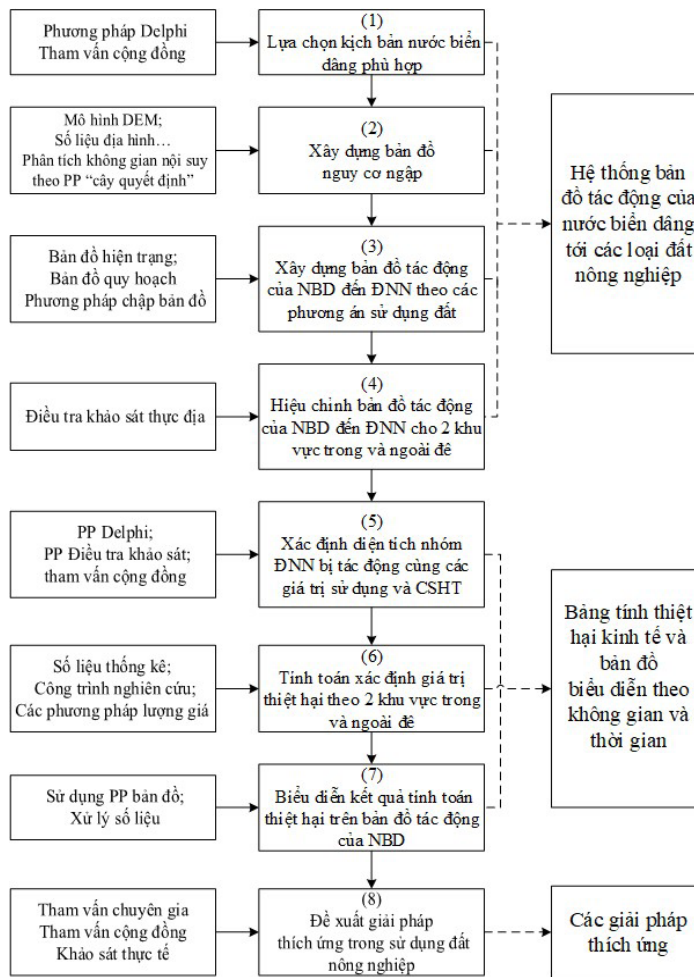 Phương pháp Delphi
Tham vấn cộng đồng
(1)
Lựa chọn kịch bản nước biển
dâng phù hợp
Mô hình DEM;
Số liệu địa hình…
Phân tích không gian nội suy
theo PP “cây quyết định”
(2)
Xây dựng bản đồ
nguy cơ ngập
Bản đồ hiện trạng;
Bản đồ quy hoạch
Phương pháp chập bản đồ
(3)
Xây dựng bản đồ tác động
của NBD đến ĐNN theo các
phương án sử dụng đất
Điều tra khảo sát thực địa
(4)
Hiệu chỉnh bản đồ tác động
của NBD đến ĐNN cho 2 khu
vực trong và ngoài đê
Hệ thống bản
đồ tác động của
nước biển dâng
tới các loại đất
nông nghiệp
PP Delphi;
PP Điều tra khảo sát;
tham vấn cộng đồng
(5)
Xác định diện tích nhóm
ĐNN bị tác động cùng các
giá trị sử dụng và CSHT
Số liệu thống kê;
Công trình nghiên cứu;
Các phương pháp lượng giá
(6)
Tính toán xác định giá trị
thiệt hại theo 2 khu vực trong
và ngoài đê
Sử dụng PP bản đồ;
Xử lý số liệu
(7)
Biểu diễn kết quả tính toán
thiệt hại trên bản đồ tác động
của NBD
Bảng tính thiệt
hại kinh tế và
bản đồ
biểu diễn theo
không gian và
thời gian
Tham vấn chuyên gia
Tham vấn cộng đồng
Khảo sát thực tế
(8)
Đề xuất giải pháp
thích ứng trong sử dụng đất
nông nghiệp
Các giải pháp
thích ứng